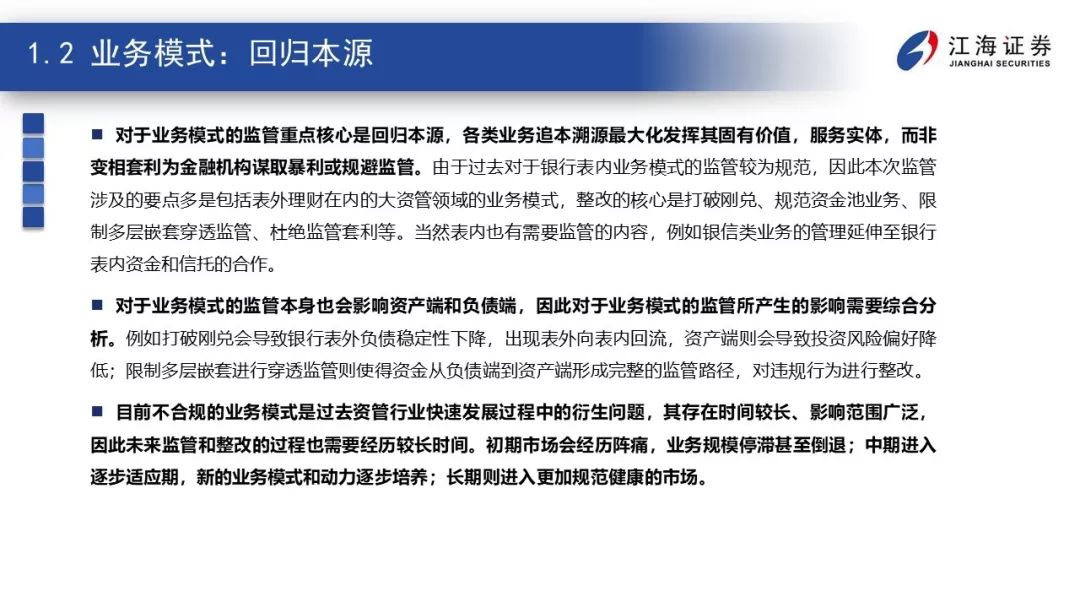 1.2 业务模式：回归本源
江海证券
JIANGHAI SECURITIES
■ 对于业务模式的监管重点核心是回归本源，各类业务追本溯源最大化发挥其固有价值，服务实体，而非
变相套利为金融机构谋取暴利或规避监管。由于过去对于银行表内业务模式的监管较为规范，因此本次监管
涉及的要点多是包括表外理财在内的大资管领域的业务模式，整改的核心是打破刚兑、规范资金池业务、限
制多层嵌套穿透监管、杜绝监管套利等。当然表内也有需要监管的内容，例如银信类业务的管理延伸至银行
表内资金和信托的合作。
■ 对于业务模式的监管本身也会影响资产端和负债端，因此对于业务模式的监管所产生的影响需要综合分
析。例如打破刚兑会导致银行表外负债稳定性下降，出现表外向表内回流，资产端则会导致投资风险偏好降
低；限制多层嵌套进行穿透监管则使得资金从负债端到资产端形成完整的监管路径，对违规行为进行整改。
■ 目前不合规的业务模式是过去资管行业快速发展过程中的衍生问题，其存在时间较长、影响范围广泛，
因此未来监管和整改的过程也需要经历较长时间。初期市场会经历阵痛，业务规模停滞甚至倒退；中期进入
逐步适应期，新的业务模式和动力逐步培养；长期则进入更加规范健康的市场。